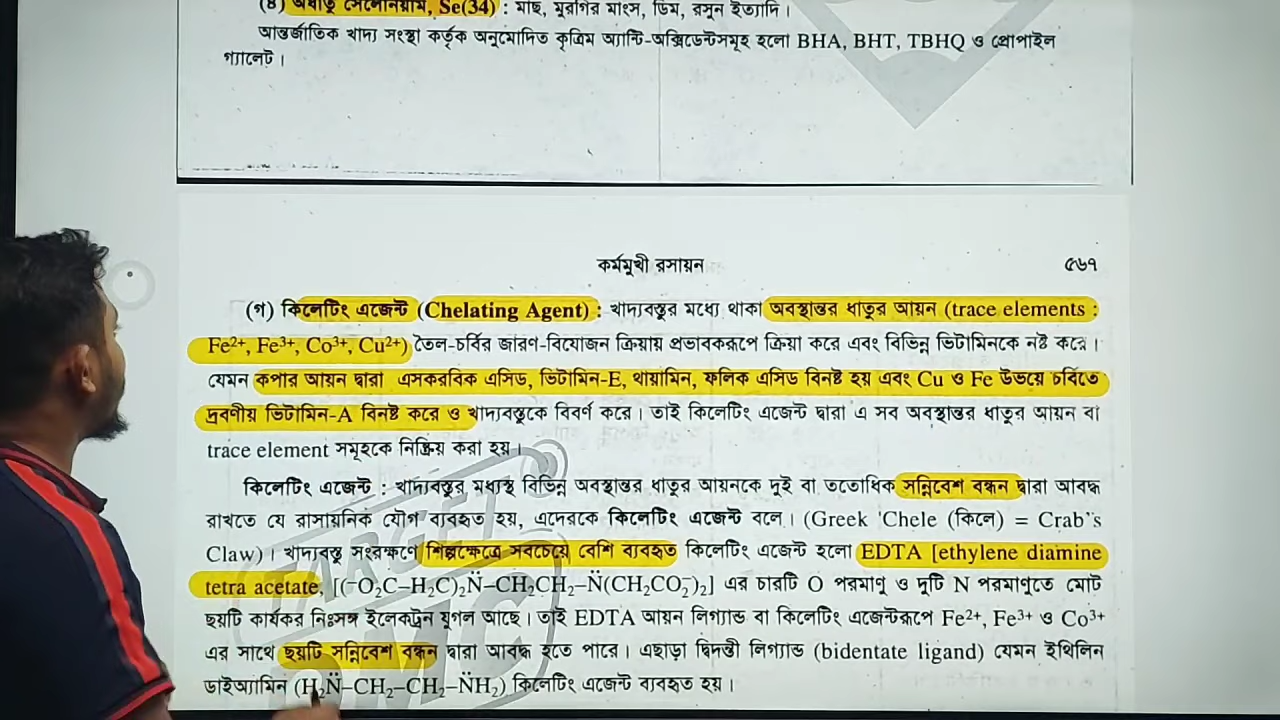 (৪) অধাতু সেলেনিয়াম, Se(34) : মাছ, মুরগির মাংস, ডিম, রসুন ইত্যাদি।
আন্তর্জাতিক খাদ্য সংস্থা কর্তৃক অনুমোদিত কৃত্রিম অ্যান্টি-অক্সিডেন্টসমূহ হলো BHA, BHT, TBHQ ও প্রোপাইল
গ্যালেট।
কর্মমুখী রসায়ন ৫৬৭
(গ) কিলেটিং এজেন্ট (Chelating Agent) : খাদ্যবস্তুর মধ্যে থাকা অবস্থান্তর ধাতুর আয়ন (trace elements :
Fe²⁺, Fe³⁺, Co³⁺, Cu²⁺) তৈল-চর্বির জারণ-বিযোজন ক্রিয়ায় প্রভাবকরূপে ক্রিয়া করে এবং বিভিন্ন ভিটামিনকে নষ্ট করে।
যেমন কপার আয়ন দ্বারা এসকরবিক এসিড, ভিটামিন-E, থায়ামিন, ফলিক এসিড বিনষ্ট হয় এবং Cu ও Fe উভয়ে চর্বিতে
দ্রবণীয় ভিটামিন-A বিনষ্ট করে ও খাদ্যবস্তুকে বিবর্ণ করে। তাই কিলেটিং এজেন্ট দ্বারা এ সব অবস্থান্তর ধাতুর আয়ন বা
trace element সমূহকে নিষ্ক্রিয় করা হয়।
কিলেটিং এজেন্ট : খাদ্যবস্তুর মধ্যস্থ বিভিন্ন অবস্থান্তর ধাতুর আয়নকে দুই বা ততোধিক সন্নিবেশ বন্ধন দ্বারা আবদ্ধ
রাখতে যে রাসায়নিক যৌগ ব্যবহৃত হয়, এদেরকে কিলেটিং এজেন্ট বলে। (Greek 'Chele (কিলে) = Crab"s
Claw)। খাদ্যবস্তু সংরক্ষণে শিল্পক্ষেত্রে সবচেয়ে বেশি ব্যবহৃত কিলেটিং এজেন্ট হলো EDTA [ethylene diamine
tetra acetate, [(⁻O₂C–H₂C)₂N̈–CH₂CH₂–N̈(CH₂CO₂⁻)₂] এর চারটি O পরমাণু ও দুটি N পরমাণুতে মোট
ছয়টি কার্যকর নিঃসঙ্গ ইলেকট্রন যুগল আছে। তাই EDTA আয়ন লিগ্যান্ড বা কিলেটিং এজেন্টরূপে Fe²⁺, Fe³⁺ ও Co³⁺
এর সাথে ছয়টি সন্নিবেশ বন্ধন দ্বারা আবদ্ধ হতে পারে। এছাড়া দ্বিদন্তী লিগ্যান্ড (bidentate ligand) যেমন ইথিলিন
ডাইঅ্যামিন (H₂N̈–CH₂–CH₂–N̈H₂) কিলেটিং এজেন্ট ব্যবহৃত হয়।
TARGET
DMC